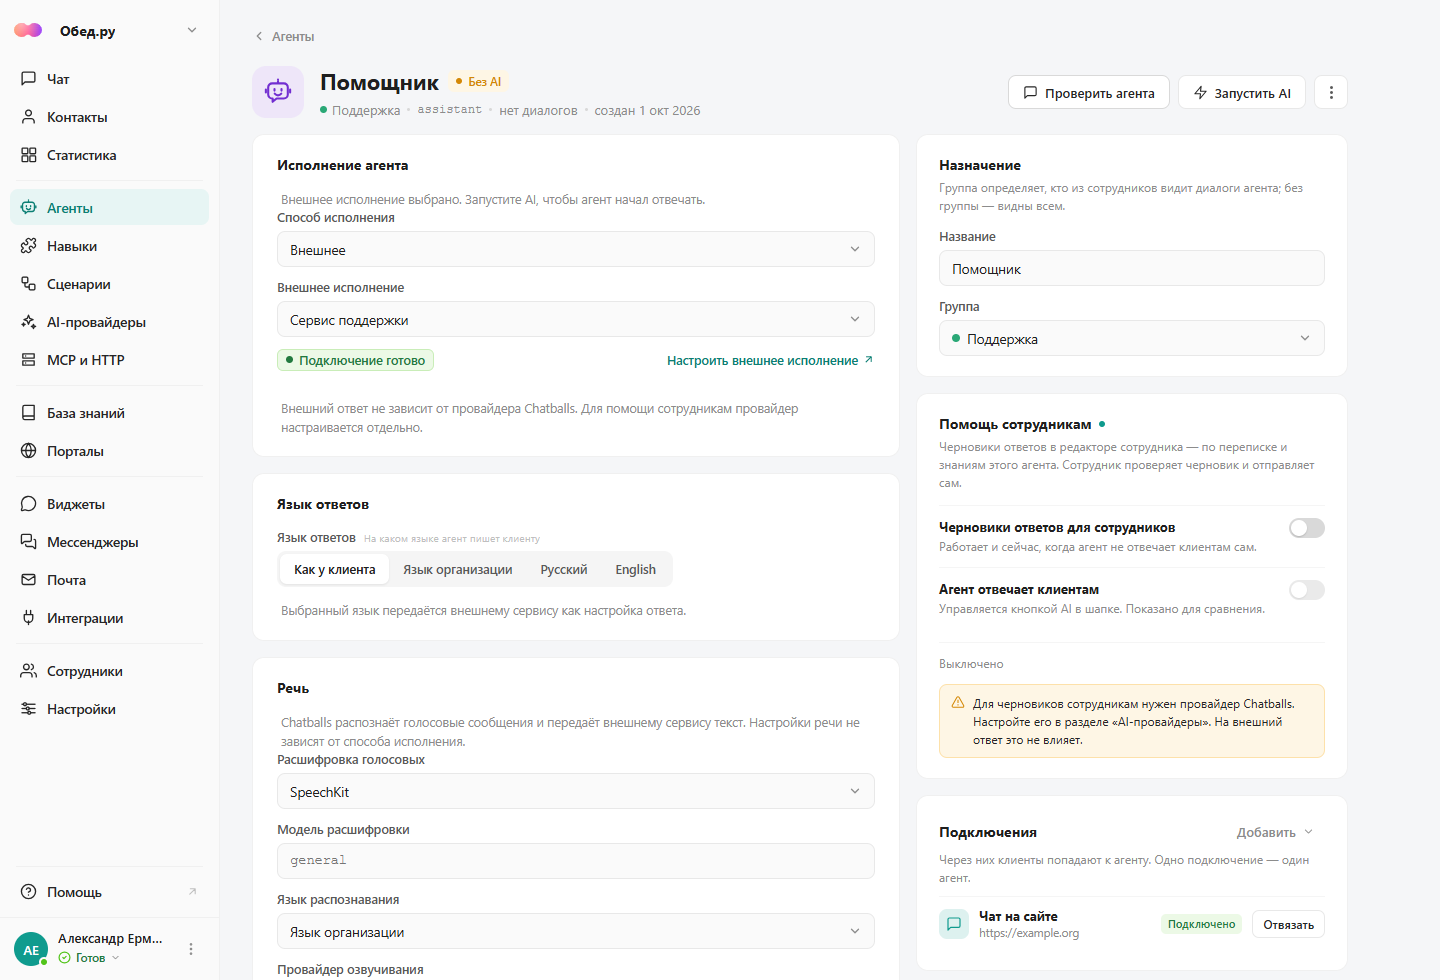 Обед.ру
Чат
Контакты
Статистика
Агенты
Навыки
Сценарии
AI-провайдеры
MCP и HTTP
База знаний
Порталы
Виджеты
Мессенджеры
Почта
Интеграции
Сотрудники
Настройки
Помощь
АЕ
Александр Ерм...
Готов
Агенты
Помощник
Без AI
Поддержка · assistant · нет диалогов · создан 1 окт 2026
Проверить агента
Запустить AI
Исполнение агента
Внешнее исполнение выбрано. Запустите AI, чтобы агент начал отвечать.
Способ исполнения
Внешнее
Внешнее исполнение
Сервис поддержки
Подключение готово
Настроить внешнее исполнение
Внешний ответ не зависит от провайдера Chatballs. Для помощи сотрудникам провайдер
настраивается отдельно.
Язык ответов
Язык ответов На каком языке агент пишет клиенту
Как у клиента
Язык организации
Русский
English
Выбранный язык передаётся внешнему сервису как настройка ответа.
Речь
Chatballs распознаёт голосовые сообщения и передаёт внешнему сервису текст. Настройки речи не
зависят от способа исполнения.
Расшифровка голосовых
SpeechKit
Модель расшифровки
general
Язык распознавания
Язык организации
Провайдер озвучивания
Назначение
Группа определяет, кто из сотрудников видит диалоги агента; без
группы — видны всем.
Название
Помощник
Группа
Поддержка
Помощь сотрудникам
Черновики ответов в редакторе сотрудника — по переписке и
знаниям этого агента. Сотрудник проверяет черновик и отправляет
сам.
Черновики ответов для сотрудников
Работает и сейчас, когда агент не отвечает клиентам сам.
Агент отвечает клиентам
Управляется кнопкой AI в шапке. Показано для сравнения.
Выключено
Для черновиков сотрудникам нужен провайдер Chatballs.
Настройте его в разделе «AI-провайдеры». На внешний
ответ это не влияет.
Подключения
Добавить
Через них клиенты попадают к агенту. Одно подключение — один
агент.
Чат на сайте
https://example.org
Подключено
Отвязать